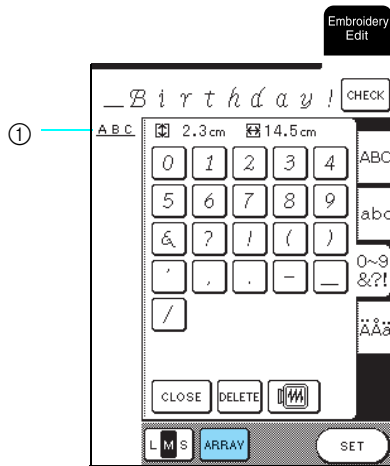 Embroidery
Edit
_Birthday!
CHECK
① ABC 2.3cm 14.5cm
0 1 2 3 4 ABC
5 6 7 8 9 abc
& ? ! ( ) 0~9
&?!
' , . - _
/ ÄÅä
CLOSE DELETE
L M S ARRAY SET